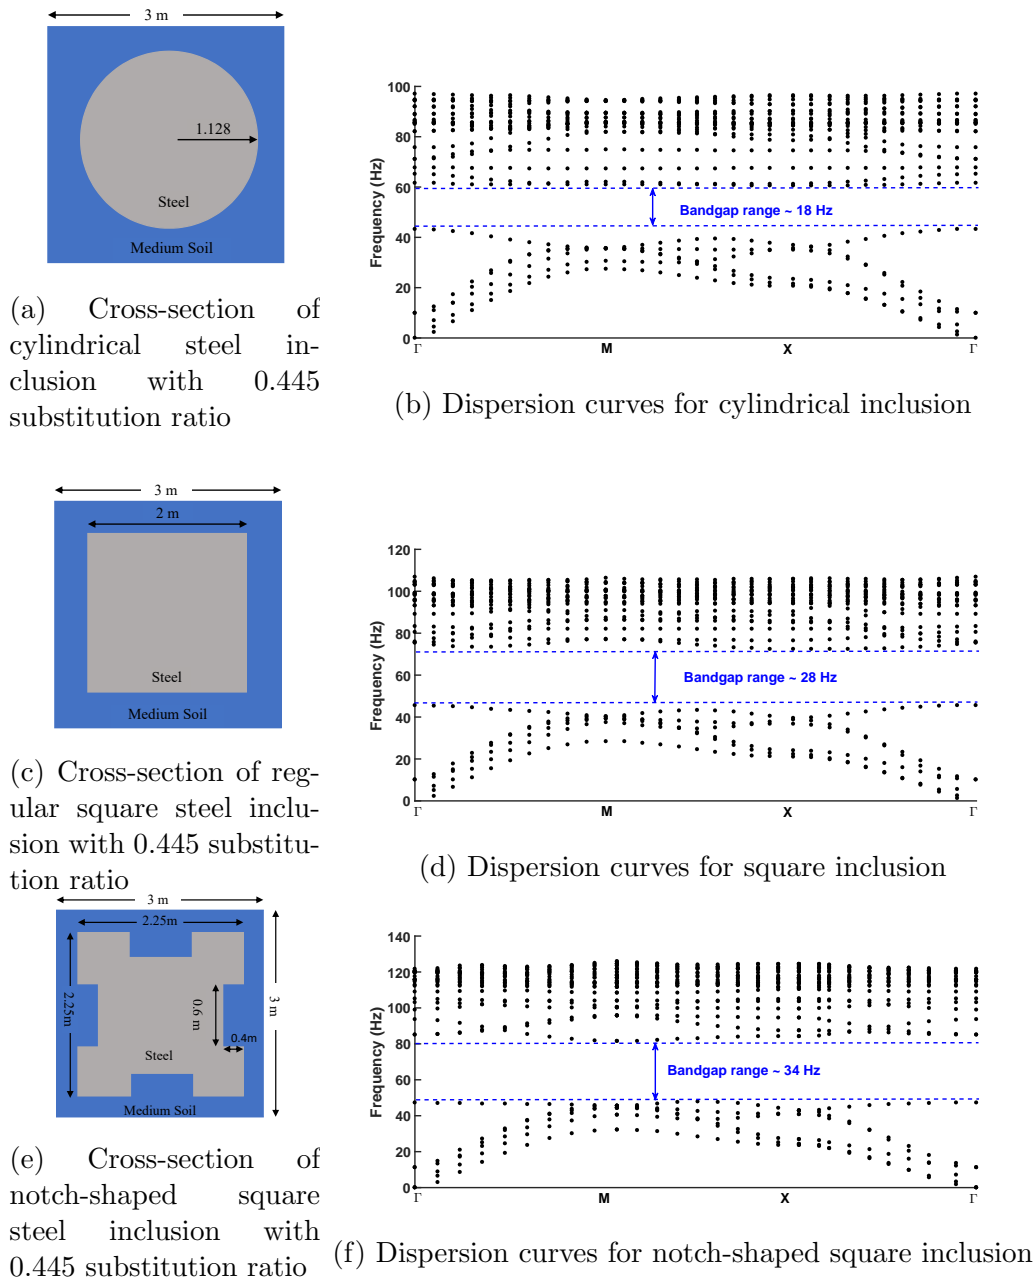 3 m
1.128
Steel
Medium Soil
(a) Cross-section of
cylindrical steel in-
clusion with 0.445
substitution ratio
100
80
60
40
20
0
Frequency (Hz)
Bandgap range ~ 18 Hz
Γ
M
X
Γ
(b) Dispersion curves for cylindrical inclusion
3 m
2 m
Steel
Medium Soil
(c) Cross-section of reg-
ular square steel inclu-
sion with 0.445 substitu-
tion ratio
120
100
80
60
40
20
0
Frequency (Hz)
Bandgap range ~ 28 Hz
Γ
M
X
Γ
(d) Dispersion curves for square inclusion
3 m
2.25m
2.25m
0.6 m
3 m
0.4m
Steel
Medium Soil
(e) Cross-section of
notch-shaped square
steel inclusion with
0.445 substitution ratio
140
120
100
80
60
40
20
0
Frequency (Hz)
Bandgap range ~ 34 Hz
Γ
M
X
Γ
(f) Dispersion curves for notch-shaped square inclusion